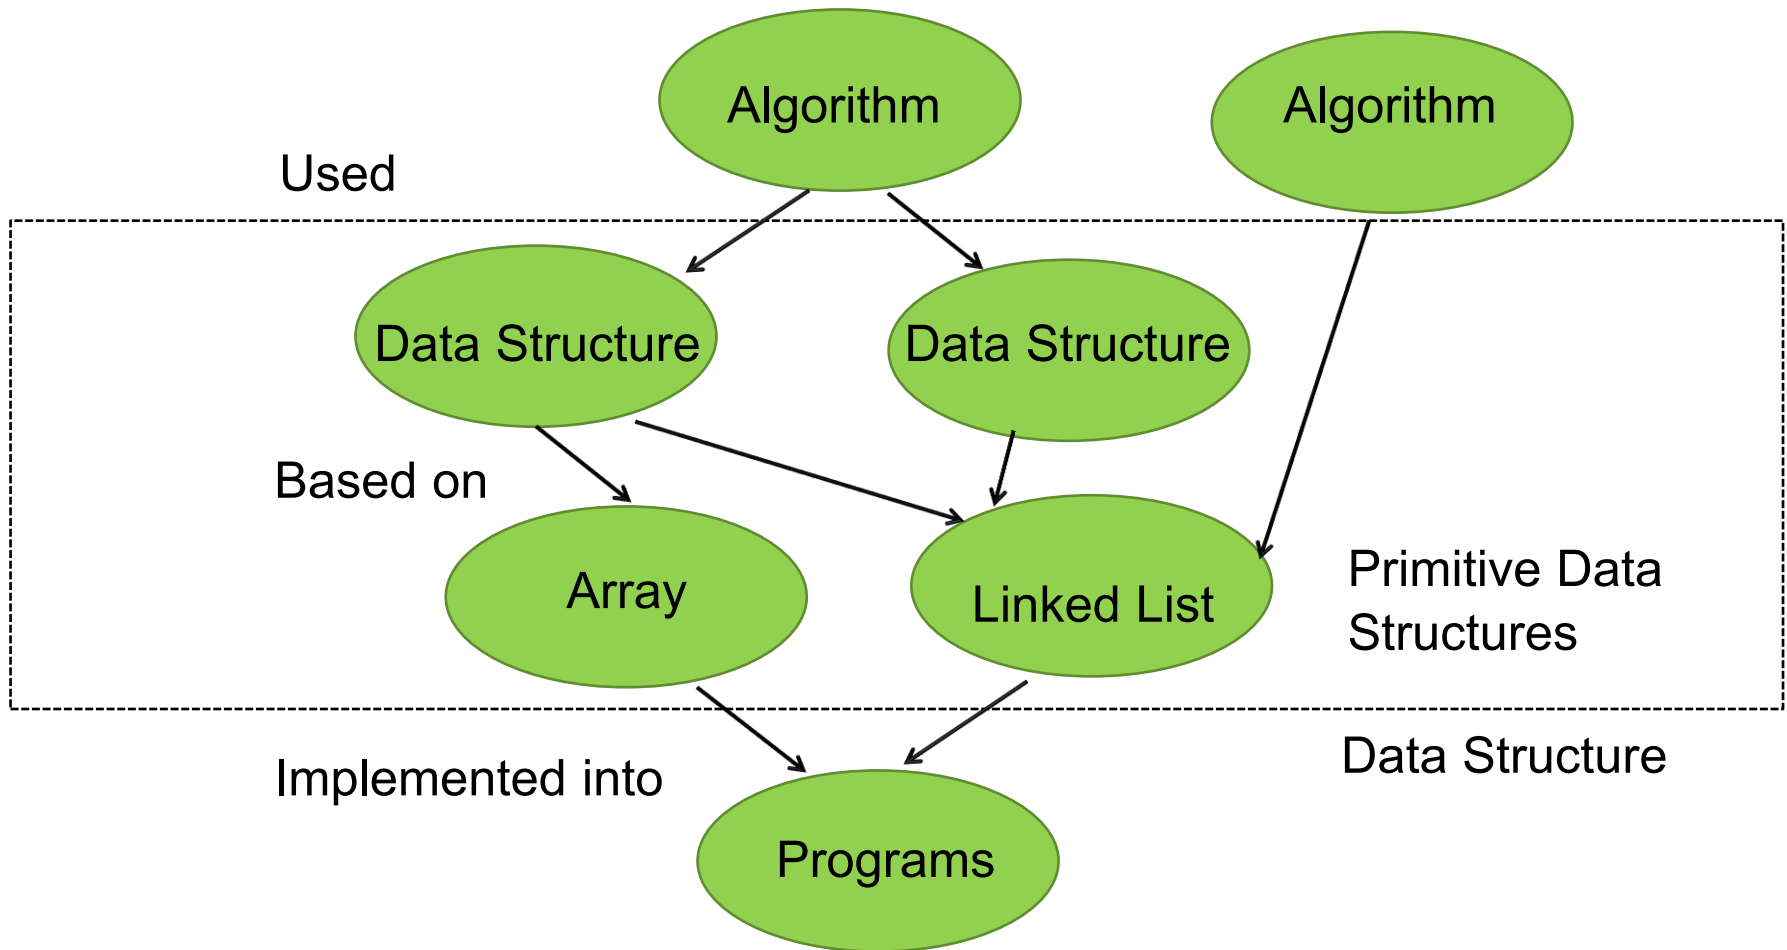 Algorithm
Algorithm
Used
Data Structure
Data Structure
Based on
Array
Linked List
Primitive Data
Structures
Implemented into
Data Structure
Programs